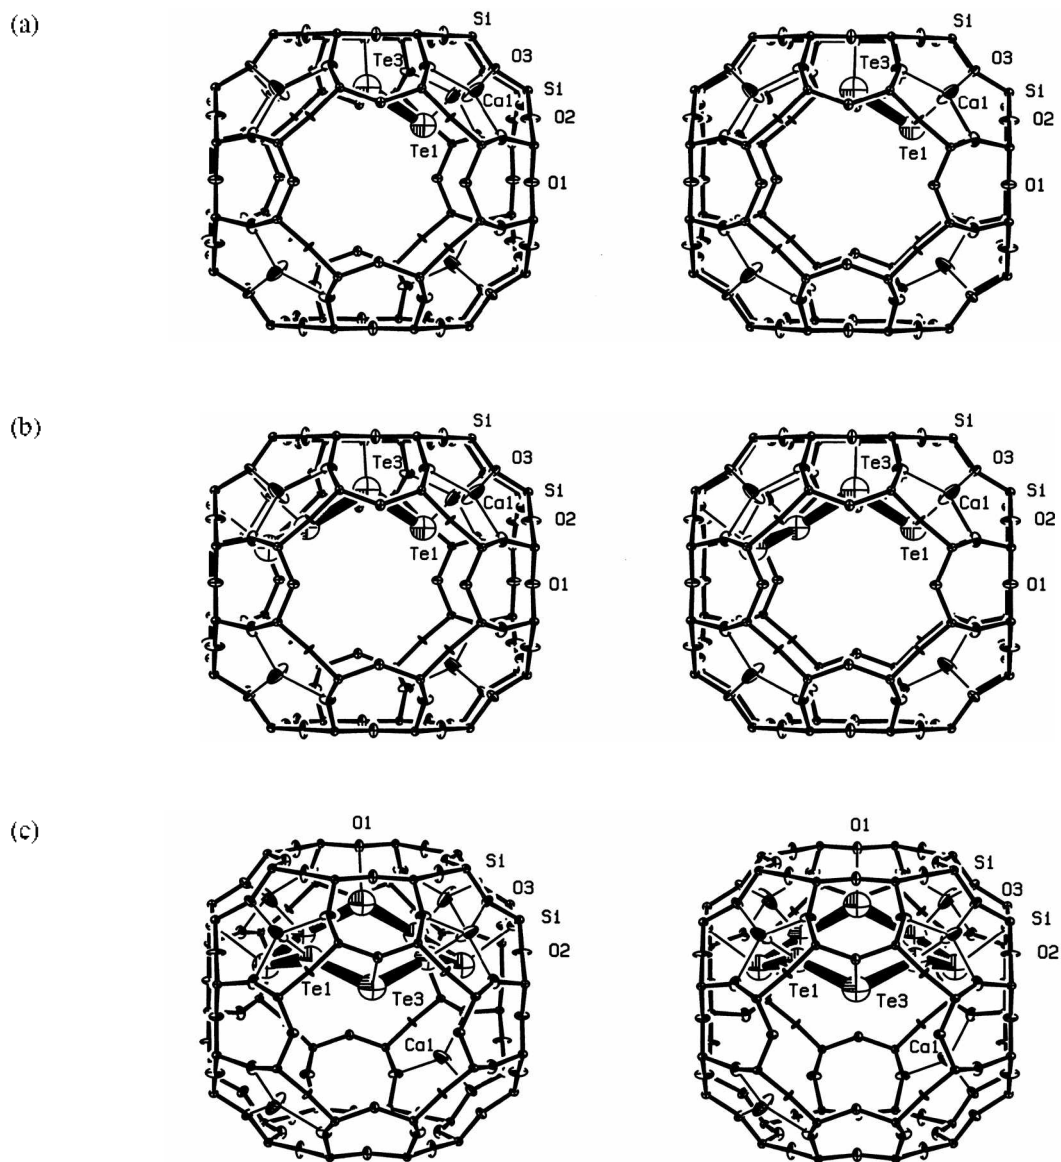 (a)
Si Si
Te3 O3 Te3 O3
Si Si
Ca1 O2 Ca1 O2
Te1 Te1
O1 O1
(b)
Si Si
Te3 O3 Te3 O3
Si Si
Ca1 O2 Ca1 O2
Te1 Te1
O1 O1
(c)
O1 O1
Si Si
O3 O3
Si Si
O2 O2
Te1 Te3 Te1 Te3
Ca1 Ca1